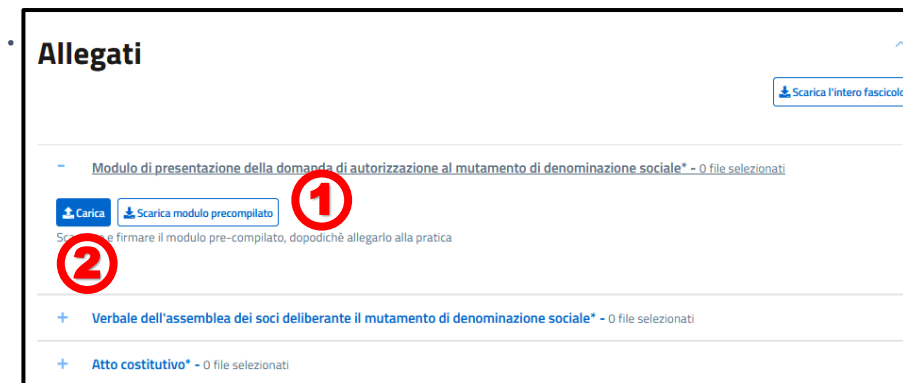 Allegati
Scarica l'intero fascicolo
- Modulo di presentazione della domanda di autorizzazione al mutamento di denominazione sociale* - 0 file selezionati
Carica Scarica modulo precompilato
1
e firmare il modulo pre-compilato, dopodichè allegarlo alla pratica
2
+ Verbale dell'assemblea dei soci deliberante il mutamento di denominazione sociale* - 0 file selezionati
+ Atto costitutivo* - 0 file selezionati